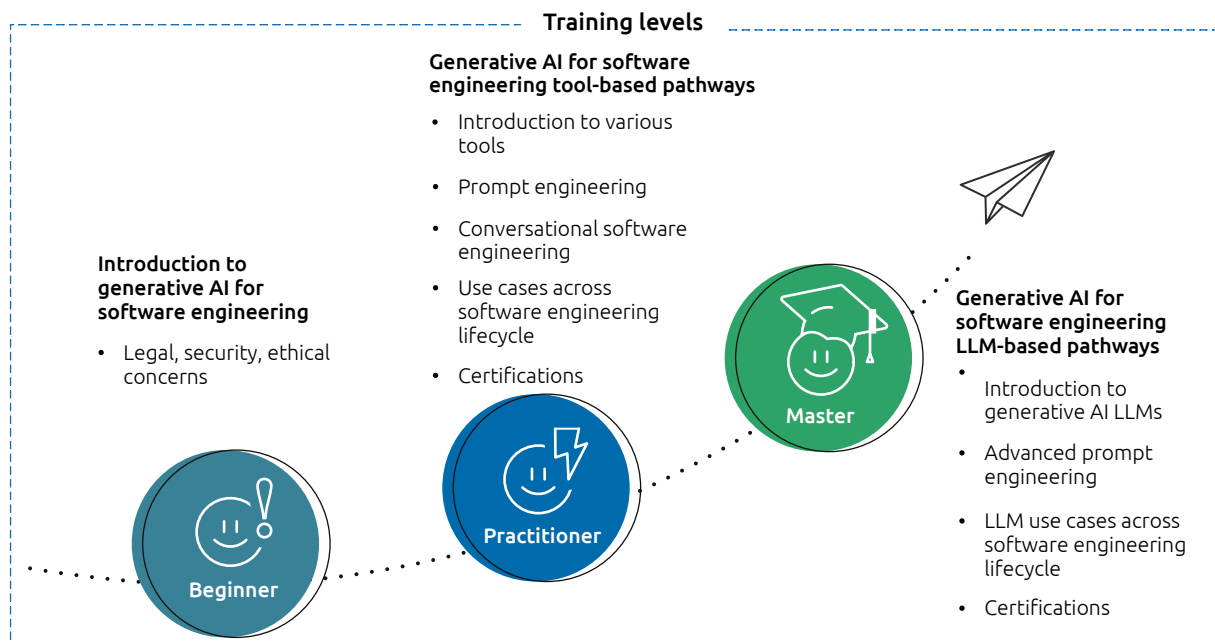 Training levels
Introduction to
generative AI for
software engineering
• Legal, security, ethical
concerns
Beginner
Generative AI for software
engineering tool-based pathways
• Introduction to various
tools
• Prompt engineering
• Conversational software
engineering
• Use cases across
software engineering
lifecycle
• Certifications
Practitioner
Master
Generative AI for
software engineering
LLM-based pathways
• Introduction to
generative AI LLMs
• Advanced prompt
engineering
• LLM use cases across
software engineering
lifecycle
• Certifications